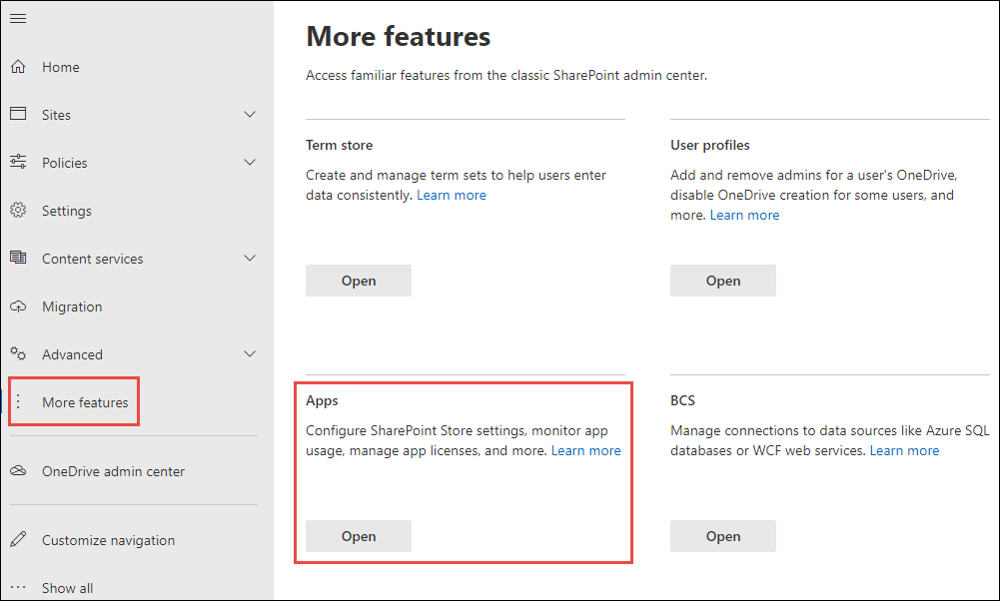 Home
Sites
Policies
Settings
Content services
Migration
Advanced
More features
OneDrive admin center
Customize navigation
Show all
More features
Access familiar features from the classic SharePoint admin center.
Term store
Create and manage term sets to help users enter
data consistently. Learn more
Open
User profiles
Add and remove admins for a user's OneDrive,
disable OneDrive creation for some users, and
more. Learn more
Open
Apps
Configure SharePoint Store settings, monitor app
usage, manage app licenses, and more. Learn more
Open
BCS
Manage connections to data sources like Azure SQL
databases or WCF web services. Learn more
Open